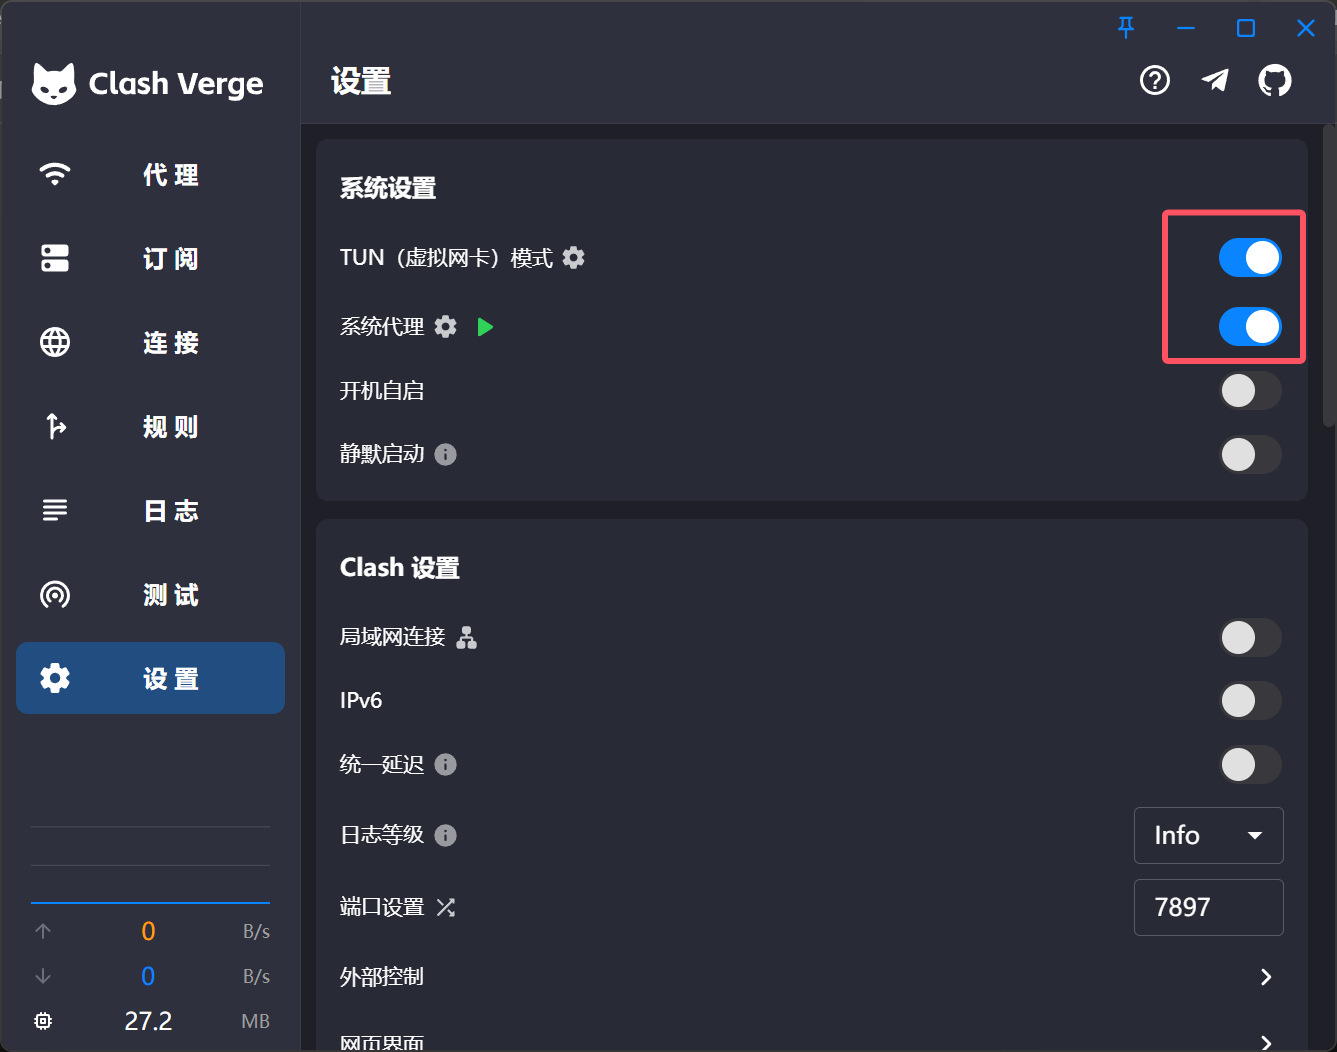 Clash Verge
代理
订阅
连接
规则
日志
测试
设置
0 B/s
0 B/s
27.2 MB
设置
系统设置
TUN（虚拟网卡）模式
系统代理
开机自启
静默启动
Clash 设置
局域网连接
IPv6
统一延迟
日志等级 Info
端口设置 7897
外部控制
网页界面